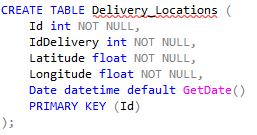 CREATE TABLE Delivery_Locations (
Id int NOT NULL,
IdDelivery int NOT NULL,
Latitude float NOT NULL,
Longitude float NOT NULL,
Date datetime default GetDate()
PRIMARY KEY (Id)
);